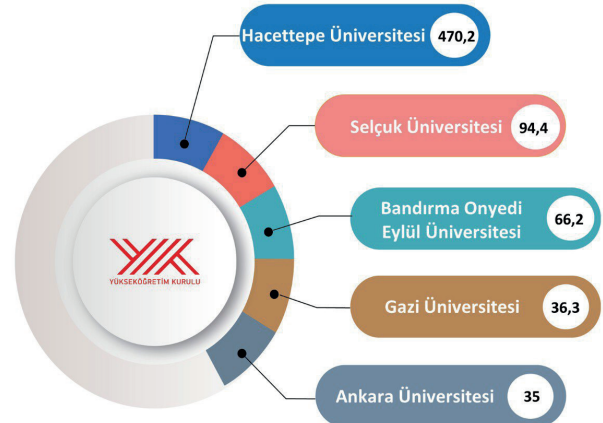 Hacettepe Üniversitesi 470,2
Selçuk Üniversitesi 94,4
Bandırma Onyedi
Eylül Üniversitesi 66,2
YÜKSEKÖĞRETİM KURULU
Gazi Üniversitesi 36,3
Ankara Üniversitesi 35